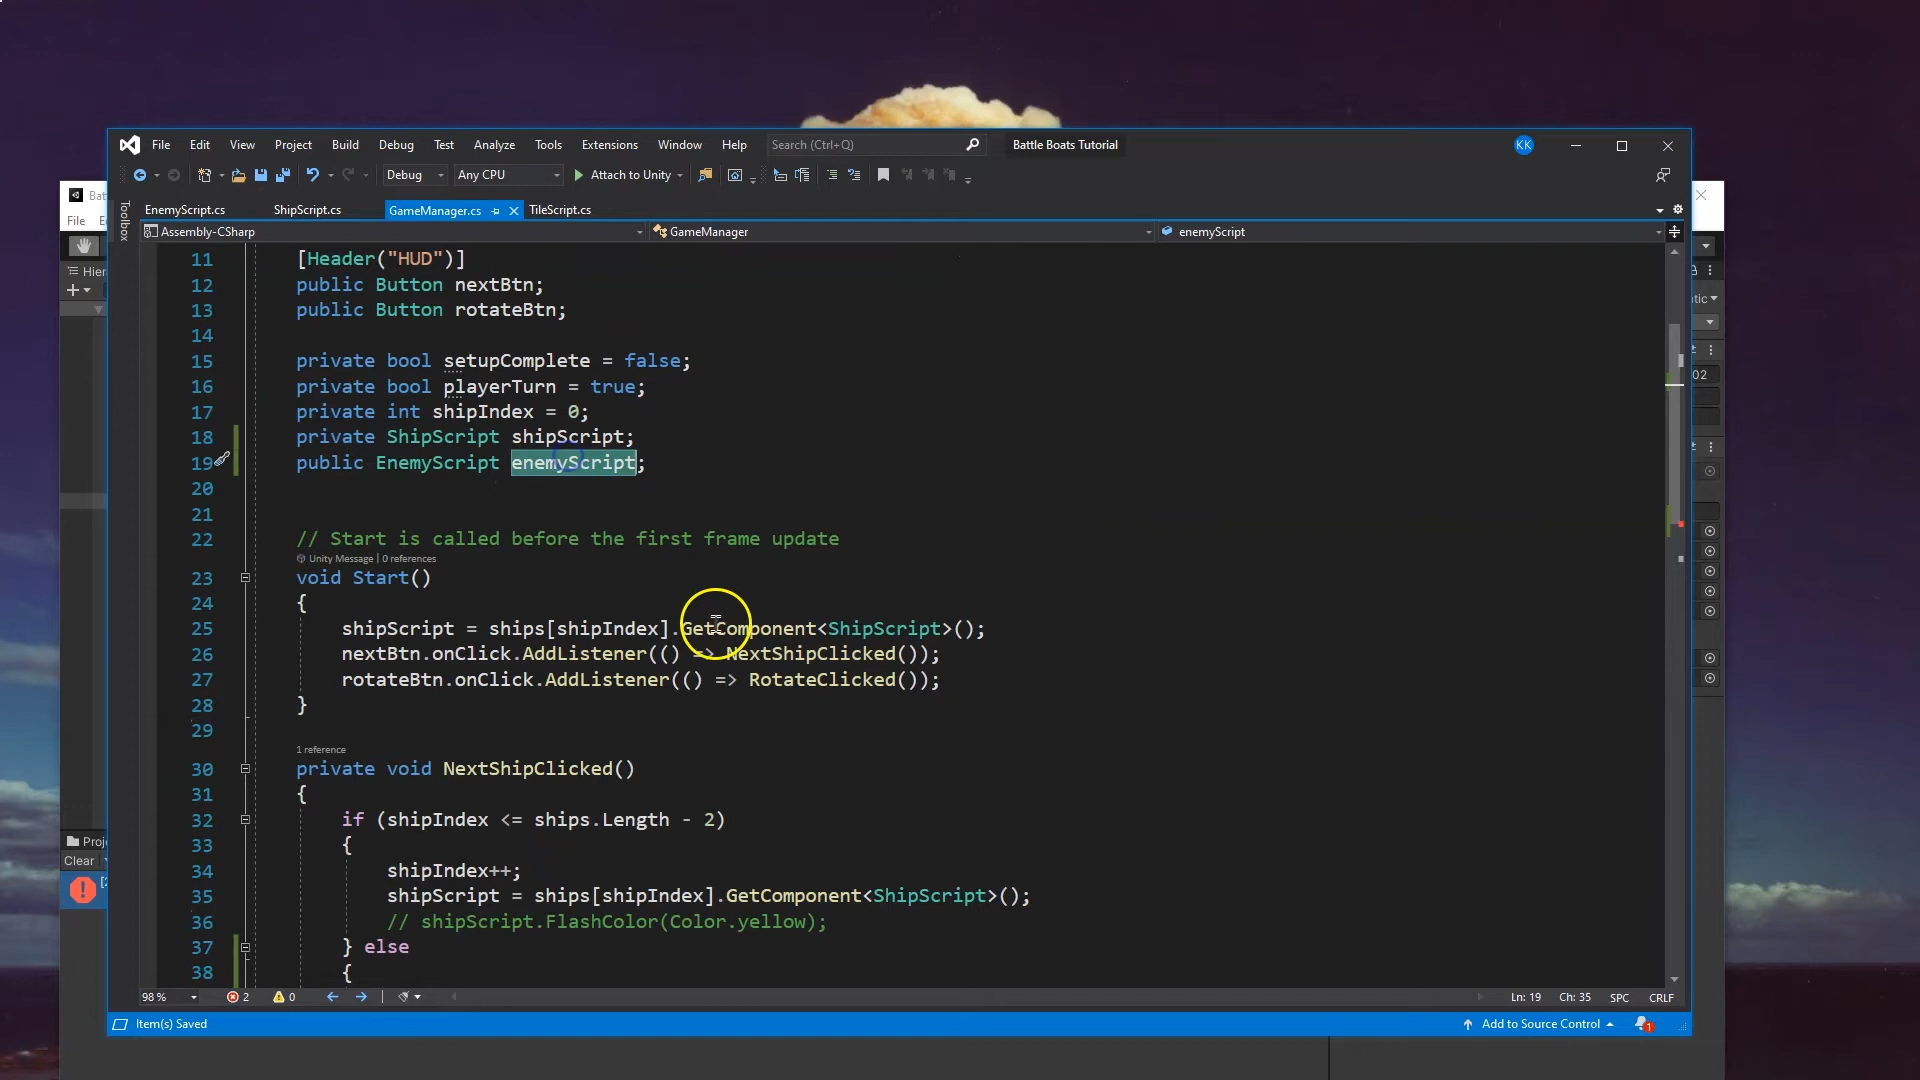 File Edit View Project Build Debug Test Analyze Tools Extensions Window Help Search (Ctrl+Q) Battle Boats Tutorial KK
Debug Any CPU Attach to Unity
EnemyScript.cs ShipScript.cs GameManager.cs TileScript.cs
Assembly-CSharp GameManager enemyScript
Toolbox
11 [Header("HUD")]
12 public Button nextBtn;
13 public Button rotateBtn;
14
15 private bool setupComplete = false;
16 private bool playerTurn = true;
17 private int shipIndex = 0;
18 private ShipScript shipScript;
19 public EnemyScript enemyScript;
20
21
22 // Start is called before the first frame update
Unity Message | 0 references
23 void Start()
24 {
25 shipScript = ships[shipIndex].GetComponent<ShipScript>();
26 nextBtn.onClick.AddListener(() => NextShipClicked());
27 rotateBtn.onClick.AddListener(() => RotateClicked());
28 }
29
1 reference
30 private void NextShipClicked()
31 {
32 if (shipIndex <= ships.Length - 2)
33 {
34 shipIndex++;
35 shipScript = ships[shipIndex].GetComponent<ShipScript>();
36 // shipScript.FlashColor(Color.yellow);
37 } else
38 {
98 % 2 0 Ln: 19 Ch: 35 SPC CRLF
Item(s) Saved Add to Source Control 1
Bat
File
Hier
Proj
Clear
tic
02